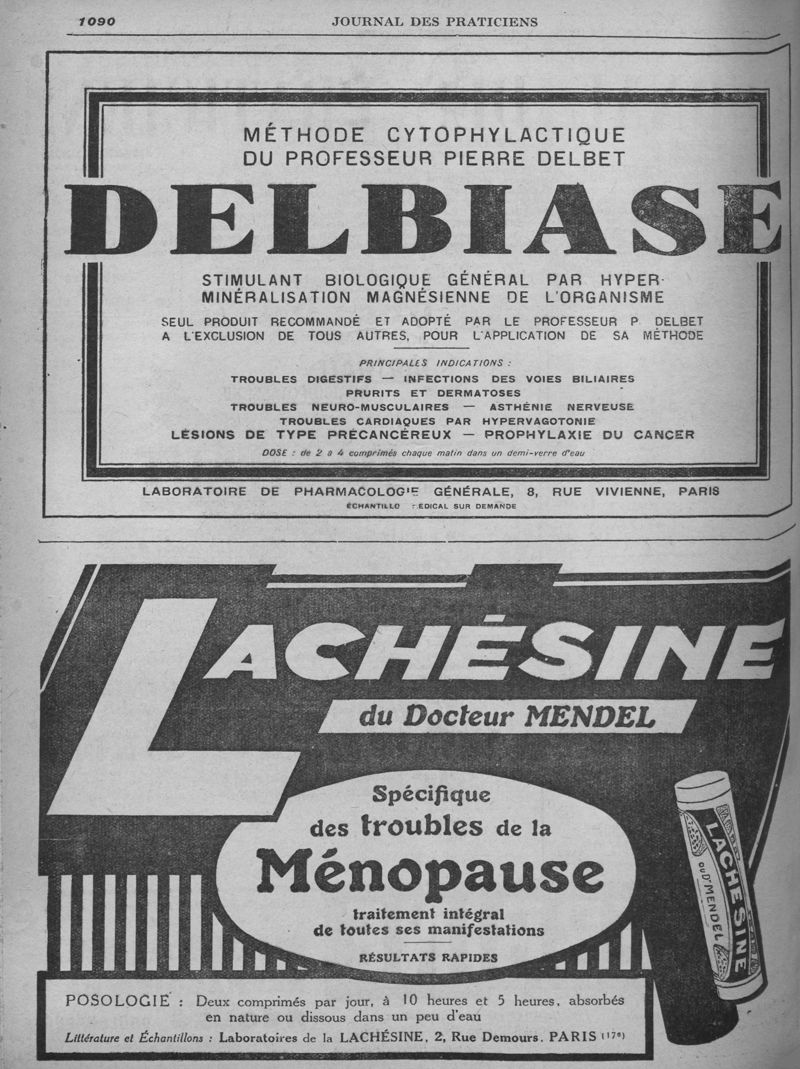 1090
JOURNAL DES PRATICIENS
MÉTHODE CYTOPHYLACTIQUE
DU PROFESSEUR PIERRE DELBET
DELBIASE
STIMULANT BIOLOGIQUE GÉNÉRAL PAR HYPER-
MINÉRALISATION MAGNÉSIENNE DE L'ORGANISME
SEUL PRODUIT RECOMMANDÉ ET ADOPTÉ PAR LE PROFESSEUR P. DELBET
A L'EXCLUSION DE TOUS AUTRES, POUR L'APPLICATION DE SA MÉTHODE
PRINCIPALES INDICATIONS :
TROUBLES DIGESTIFS — INFECTIONS DES VOIES BILIAIRES
PRURITS ET DERMATOSES
TROUBLES NEURO-MUSCULAIRES — ASTHÉNIE NERVEUSE
TROUBLES CARDIAQUES PAR HYPERVAGOTONIE
LÉSIONS DE TYPE PRÉCANCÉREUX — PROPHYLAXIE DU CANCER
DOSE : de 2 à 4 comprimés chaque matin dans un demi-verre d'eau
LABORATOIRE DE PHARMACOLOGIE GÉNÉRALE, 8, RUE VIVIENNE, PARIS
SUR DEMANDE
LACHÉSINE
du Docteur MENDEL
Spécifique
des troubles de la
Ménopause
traitement intégral
de toutes ses manifestations
RÉSULTATS RAPIDES
LACHESINE
DU Dr MENDEL
POSOLOGIE : Deux comprimés par jour, à 10 heures et 5 heures, absorbés
en nature ou dissous dans un peu d'eau
Littérature et Échantillons : Laboratoires de la LACHÉSINE, 2, Rue Demours. PARIS (17e)